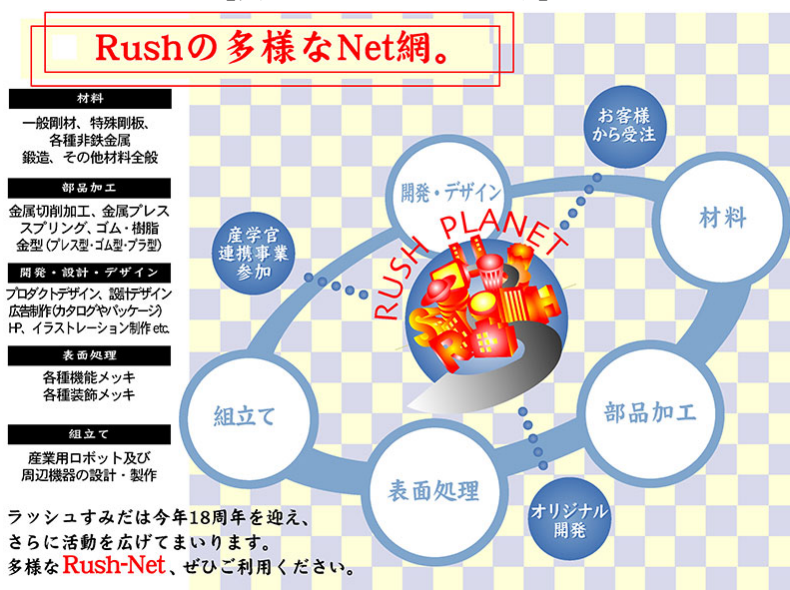 Rushの多様なNet網。
材料
一般剛材、特殊剛板、
各種非鉄金属
鍛造、その他材料全般
部品加工
金属切削加工、金属プレス
スプリング、ゴム・樹脂
金型(プレス型・ゴム型・プラ型)
開発・設計・デザイン
プロダクトデザイン、設計デザイン
広告制作(カタログやパッケージ)
HP、イラストレーション制作 etc.
表面処理
各種機能メッキ
各種装飾メッキ
組立て
産業用ロボット及び
周辺機器の設計・製作
ラッシュすみだは今年18周年を迎え、
さらに活動を広げてまいります。
多様なRush-Net、ぜひご利用ください。
お客様
から受注
開発・デザイン
材料
産学官
連携事業
参加
RUSH PLANET
組立て
部品加工
表面処理
オリジナル
開発